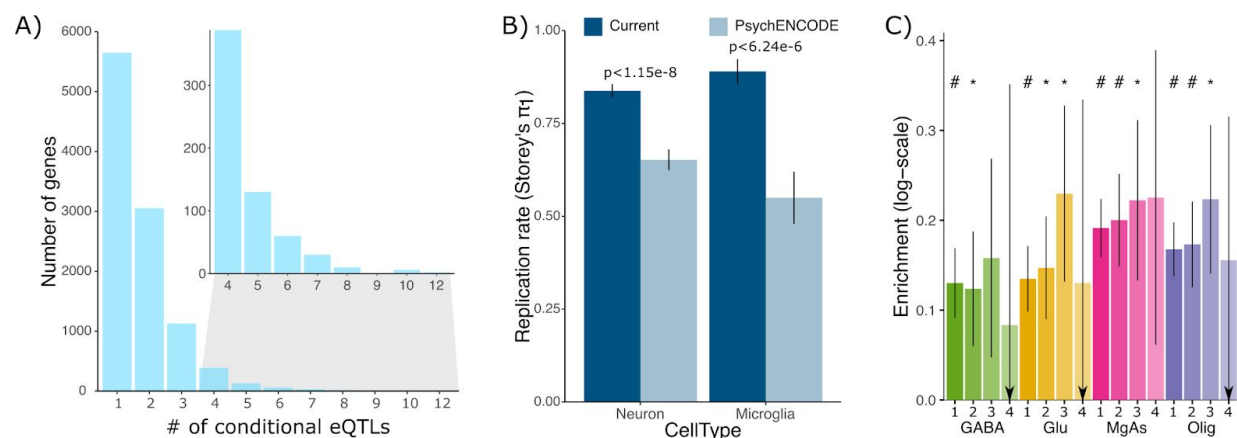 A)
Number of genes
6000
5000
4000
3000
2000
1000
0
300
200
100
0
4 5 6 7 8 9 10 12
1 2 3 4 5 6 7 8 9 10 12
# of conditional eQTLs
B)
Current PsychENCODE
p<1.15e-8
p<6.24e-6
Replication rate (Storey's π1)
1.00
0.75
0.50
0.25
0.00
Neuron Microglia
CellType
C)
Enrichment (log-scale)
0.4
0.3
0.2
0.1
0.0
# * # * * # # * # # *
1 2 3 4 1 2 3 4 1 2 3 4 1 2 3 4
GABA Glu MgAs Olig